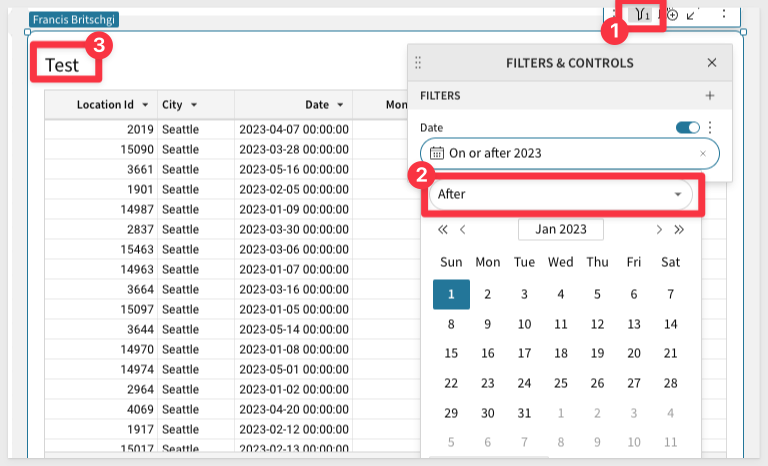 Francis Britschgi
1
1
3
Test
FILTERS & CONTROLS
FILTERS
Location Id City Date Mon
Date
On or after 2023
2
After
2019 Seattle 2023-04-07 00:00:00
15090 Seattle 2023-03-28 00:00:00
3661 Seattle 2023-05-16 00:00:00
1901 Seattle 2023-02-05 00:00:00
14987 Seattle 2023-01-09 00:00:00
2837 Seattle 2023-03-30 00:00:00
15463 Seattle 2023-03-06 00:00:00
14963 Seattle 2023-01-07 00:00:00
3664 Seattle 2023-03-16 00:00:00
15097 Seattle 2023-01-05 00:00:00
3644 Seattle 2023-05-14 00:00:00
14970 Seattle 2023-01-08 00:00:00
14974 Seattle 2023-05-01 00:00:00
2964 Seattle 2023-01-02 00:00:00
4069 Seattle 2023-04-20 00:00:00
1917 Seattle 2023-02-12 00:00:00
15017 Seattle 2023-02-13 00:00:00
Jan 2023
Sun Mon Tue Wed Thu Fri Sat
1 2 3 4 5 6 7
8 9 10 11 12 13 14
15 16 17 18 19 20 21
22 23 24 25 26 27 28
29 30 31 1 2 3 4
5 6 7 8 9 10 11